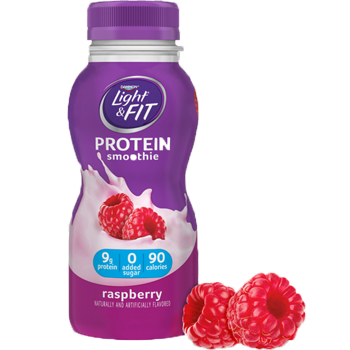 DANNON
Light
& FIT
PROTEIN
smoothie
9g protein
0 added sugar
90 calories
raspberry
NATURALLY AND ARTIFICIALLY FLAVORED